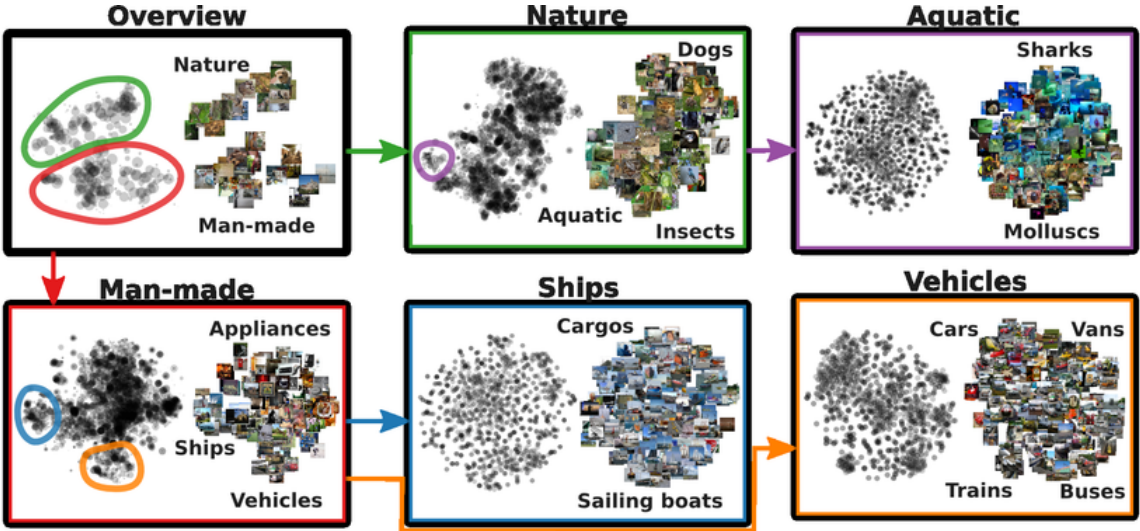 Overview
Nature
Man-made
Nature
Dogs
Aquatic
Insects
Aquatic
Sharks
Molluscs
Man-made
Appliances
Ships
Vehicles
Ships
Cargos
Sailing boats
Vehicles
Cars
Vans
Trains
Buses